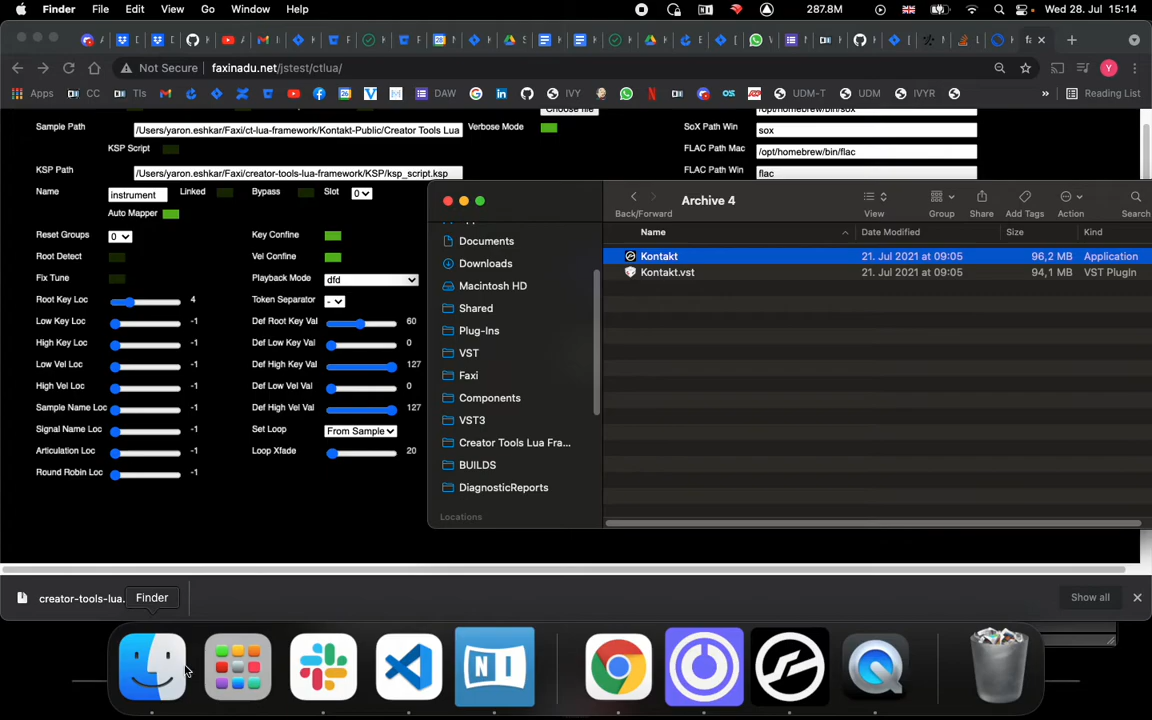 Finder File Edit View Go Window Help 287.8M Wed 28. Jul 15:14
fa
Not Secure faxinadu.net/jstest/ctlua/
Apps CC TIs DAW IVY UDM-T UDM IVYR » Reading List
Choose file /opt/homebrew/bin/sox
Sample Path /Users/yaron.eshkar/Faxi/ct-lua-framework/Kontakt-Public/Creator Tools Lua Verbose Mode SoX Path Win sox
KSP Script FLAC Path Mac /opt/homebrew/bin/flac
KSP Path /Users/yaron.eshkar/Faxi/creator-tools-lua-framework/KSP/ksp_script.ksp FLAC Path Win flac
Name instrument Linked Bypass Slot 0
Auto Mapper
Reset Groups 0 Key Confine
Root Detect Vel Confine
Fix Tune Playback Mode dfd
Root Key Loc 4 Token Separator -
Low Key Loc -1 Def Root Key Val 60
High Key Loc -1 Def Low Key Val 0
Low Vel Loc -1 Def High Key Val 127
High Vel Loc -1 Def Low Vel Val 0
Sample Name Loc -1 Def High Vel Val 127
Signal Name Loc -1 Set Loop From Sample
Articulation Loc -1 Loop Xfade 20
Round Robin Loc -1
Archive 4
Back/Forward View Group Share Add Tags Action Search
Name Date Modified Size Kind
Kontakt 21. Jul 2021 at 09:05 96,2 MB Application
Kontakt.vst 21. Jul 2021 at 09:05 94,1 MB VST PlugIn
Documents
Downloads
Macintosh HD
Shared
Plug-Ins
VST
Faxi
Components
VST3
Creator Tools Lua Fra...
BUILDS
DiagnosticReports
Locations
creator-tools-lua. Finder Show all
NI